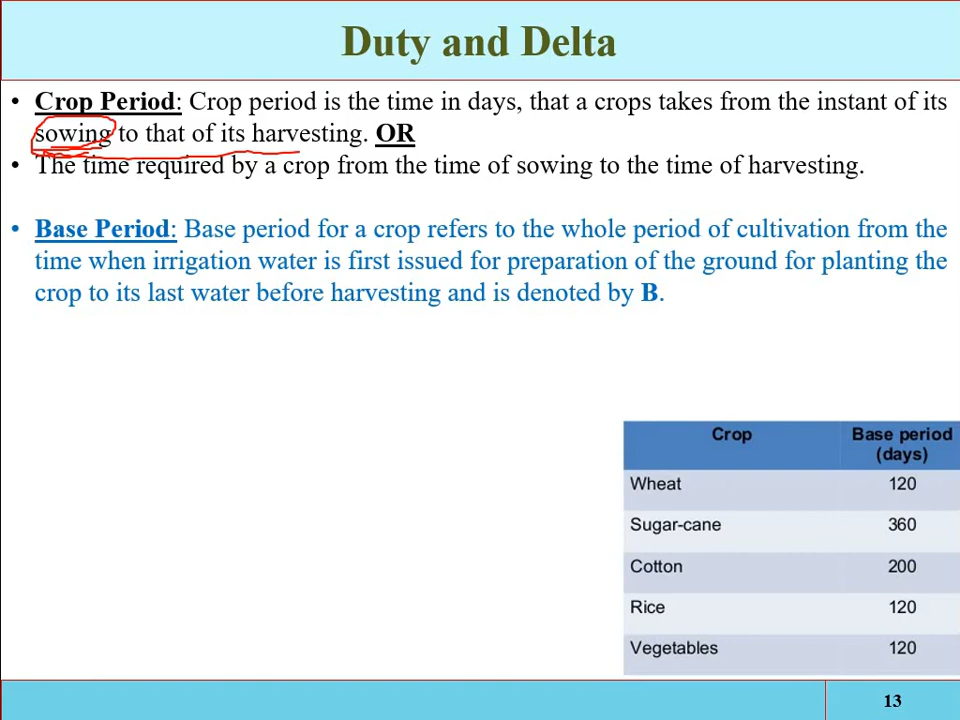 Duty and Delta
• Crop Period: Crop period is the time in days, that a crops takes from the instant of its
sowing to that of its harvesting. OR
• The time required by a crop from the time of sowing to the time of harvesting.
• Base Period: Base period for a crop refers to the whole period of cultivation from the
time when irrigation water is first issued for preparation of the ground for planting the
crop to its last water before harvesting and is denoted by B.
Crop Base period
(days)
Wheat 120
Sugar-cane 360
Cotton 200
Rice 120
Vegetables 120
13